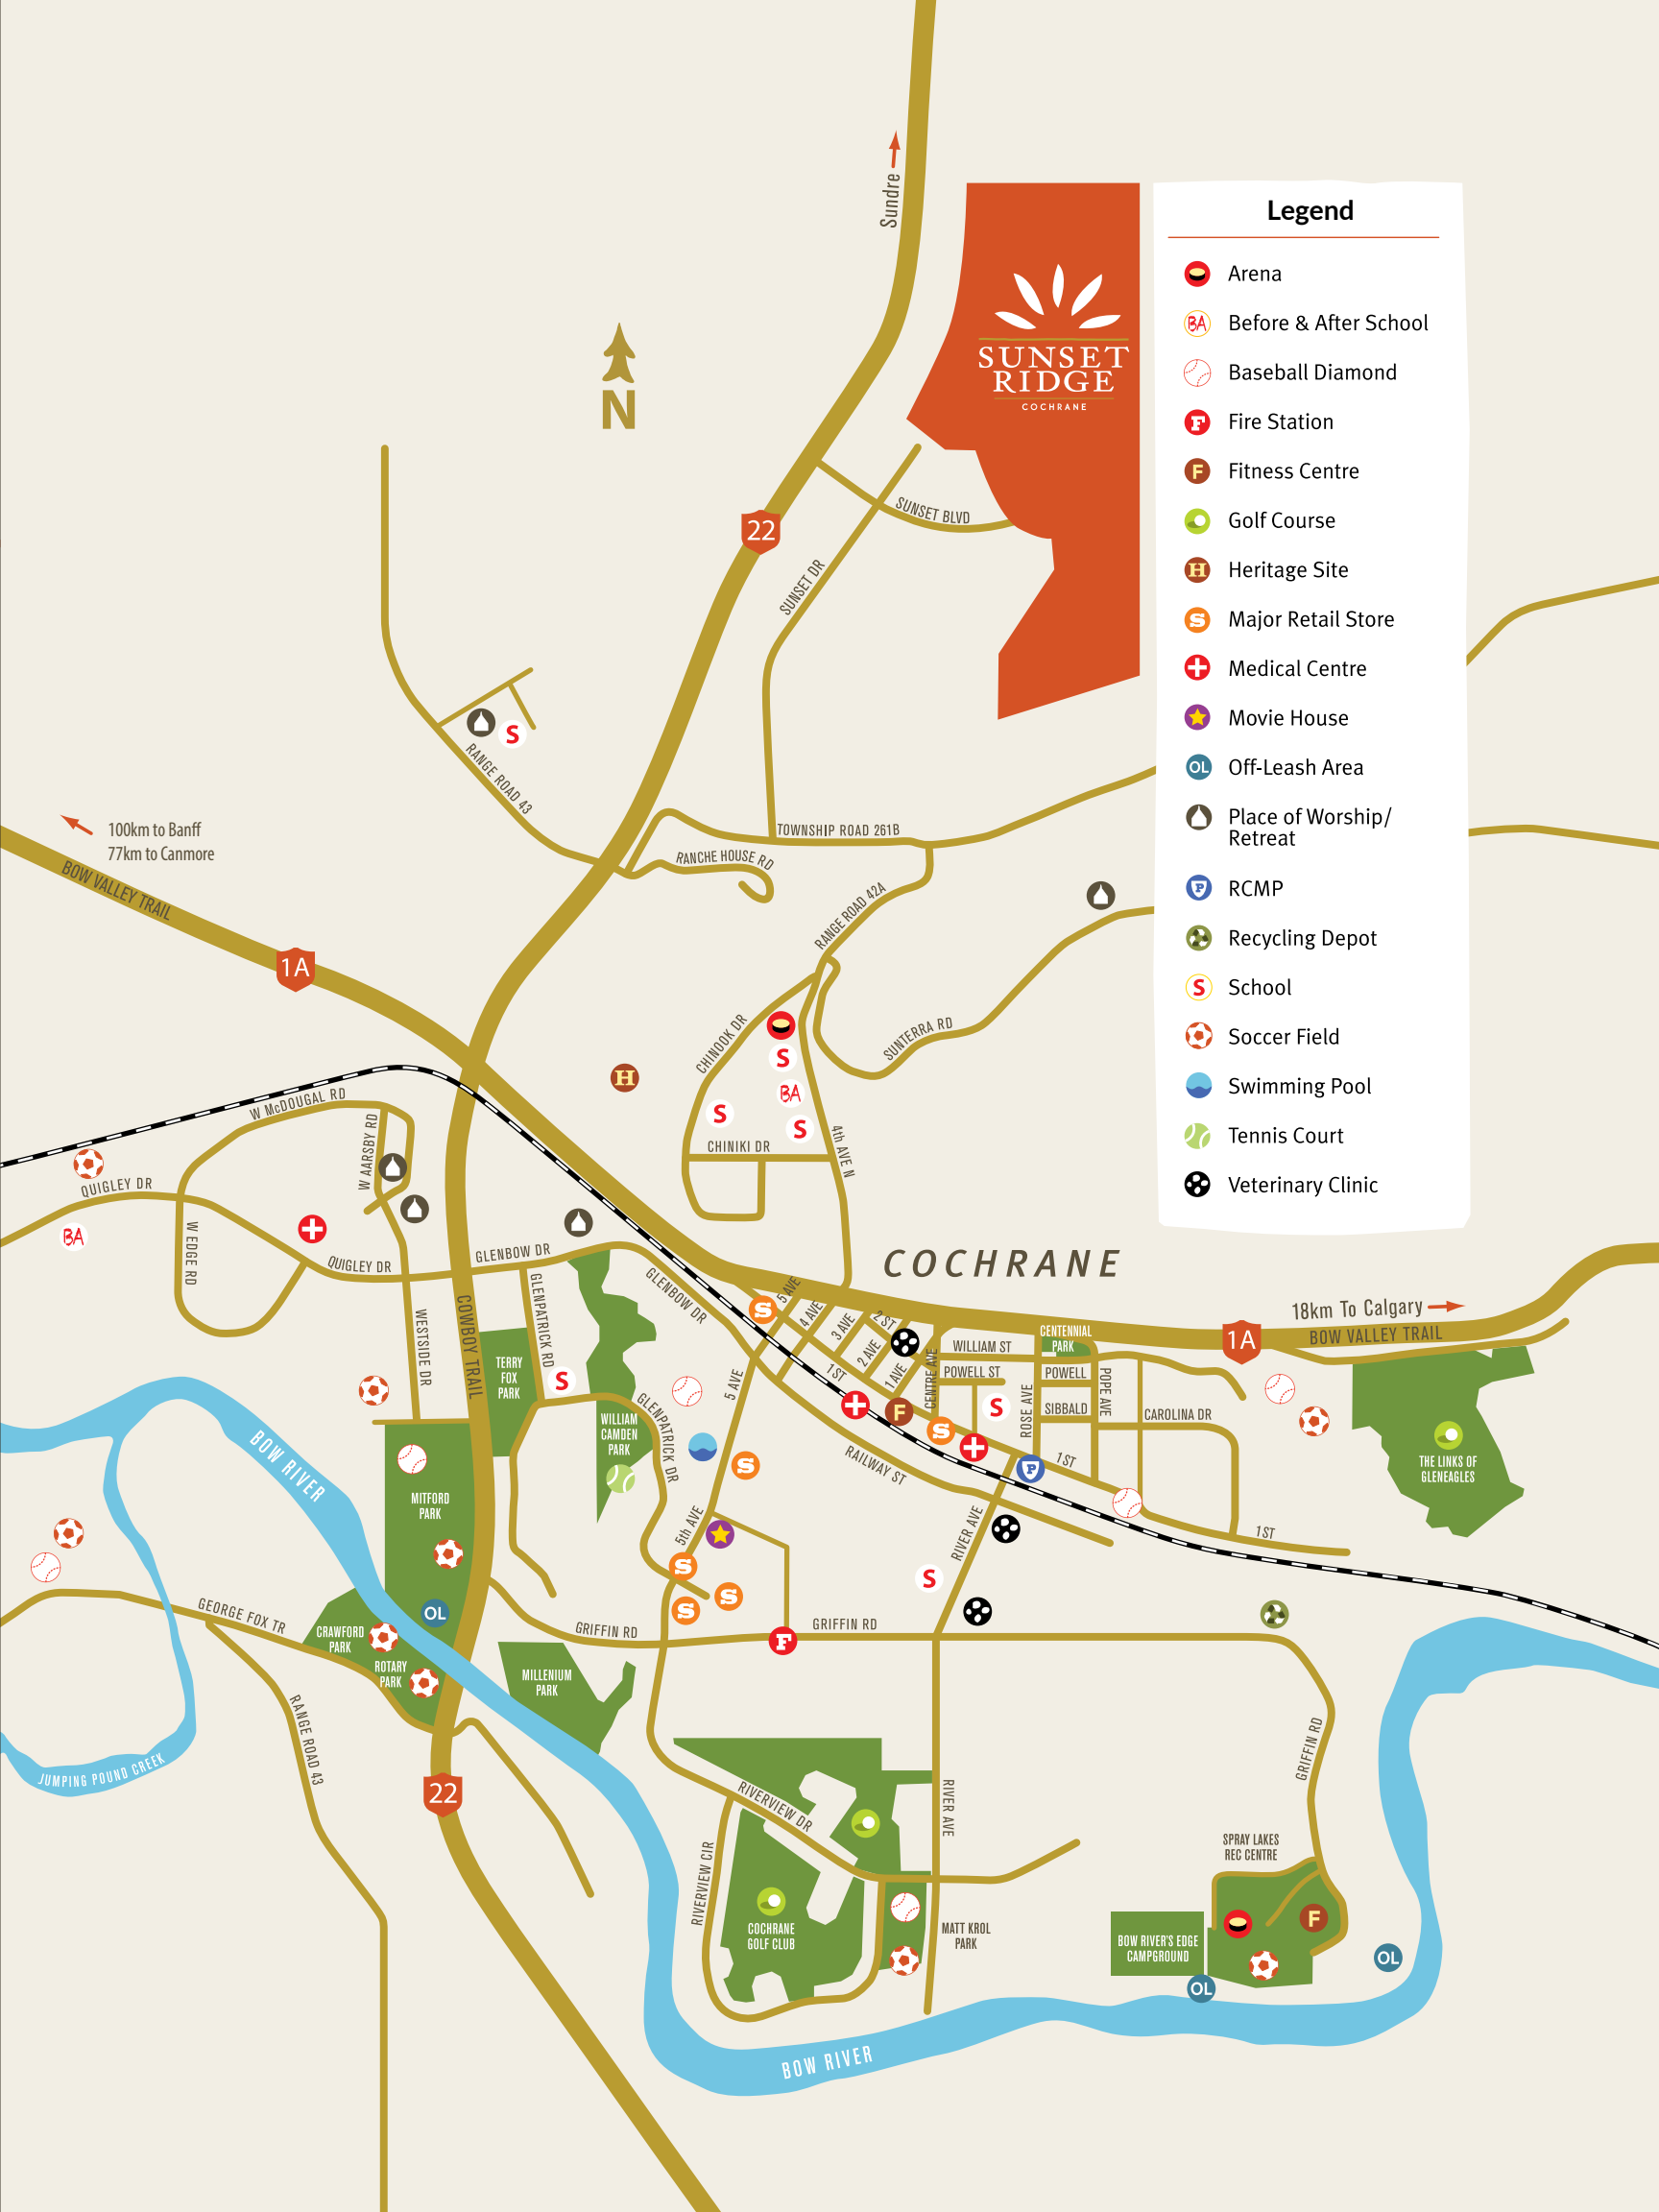 Sundre
SUNSET
RIDGE
COCHRANE
Legend
Arena
BA
Before & After School
Baseball Diamond
F
Fire Station
F
Fitness Centre
Golf Course
H
Heritage Site
S
Major Retail Store
Medical Centre
Movie House
OL
Off-Leash Area
Place of Worship/
Retreat
P
RCMP
Recycling Depot
S
School
Soccer Field
Swimming Pool
Tennis Court
Veterinary Clinic
N
22
SUNSET BLVD
SUNSET DR
S
RANGE ROAD 43
100km to Banff
77km to Canmore
BOW VALLEY TRAIL
TOWNSHIP ROAD 261B
RANCHE HOUSE RD
RANGE ROAD 42A
1A
CHINOOK DR
SUNTERRA RD
S
H
BA
S
S
CHINIKI DR
4th AVE N
W McDOUGAL RD
W AARSBY RD
QUIGLEY DR
BA
W EDGE RD
QUIGLEY DR
GLENBOW DR
COCHRANE
GLENBOW DR
GLENPATRICK RD
WESTSIDE DR
COWBOY TRAIL
S
5 AVE
4 AVE
3 AVE
2 ST
2 AVE
1 AVE
1ST
CENTRE AVE
WILLIAM ST
POWELL ST
CENTENNIAL
PARK
POWELL
SIBBALD
ROSE AVE
POPE AVE
CAROLINA DR
18km To Calgary
1A
BOW VALLEY TRAIL
TERRY
FOX
PARK
S
WILLIAM
CAMDEN
PARK
GLENPATRICK DR
5 AVE
F
S
S
S
P
1ST
1ST
RAILWAY ST
THE LINKS OF
GLENEAGLES
BOW RIVER
MITFORD
PARK
5th AVE
RIVER AVE
S
S
S
S
OL
GEORGE FOX TR
CRAWFORD
PARK
ROTARY
PARK
GRIFFIN RD
F
GRIFFIN RD
MILLENIUM
PARK
RANGE ROAD 43
JUMPING POUND CREEK
22
RIVERVIEW DR
RIVER AVE
GRIFFIN RD
RIVERVIEW CIR
COCHRANE
GOLF CLUB
MATT KROL
PARK
SPRAY LAKES
REC CENTRE
F
BOW RIVER'S EDGE
CAMPGROUND
OL
OL
BOW RIVER